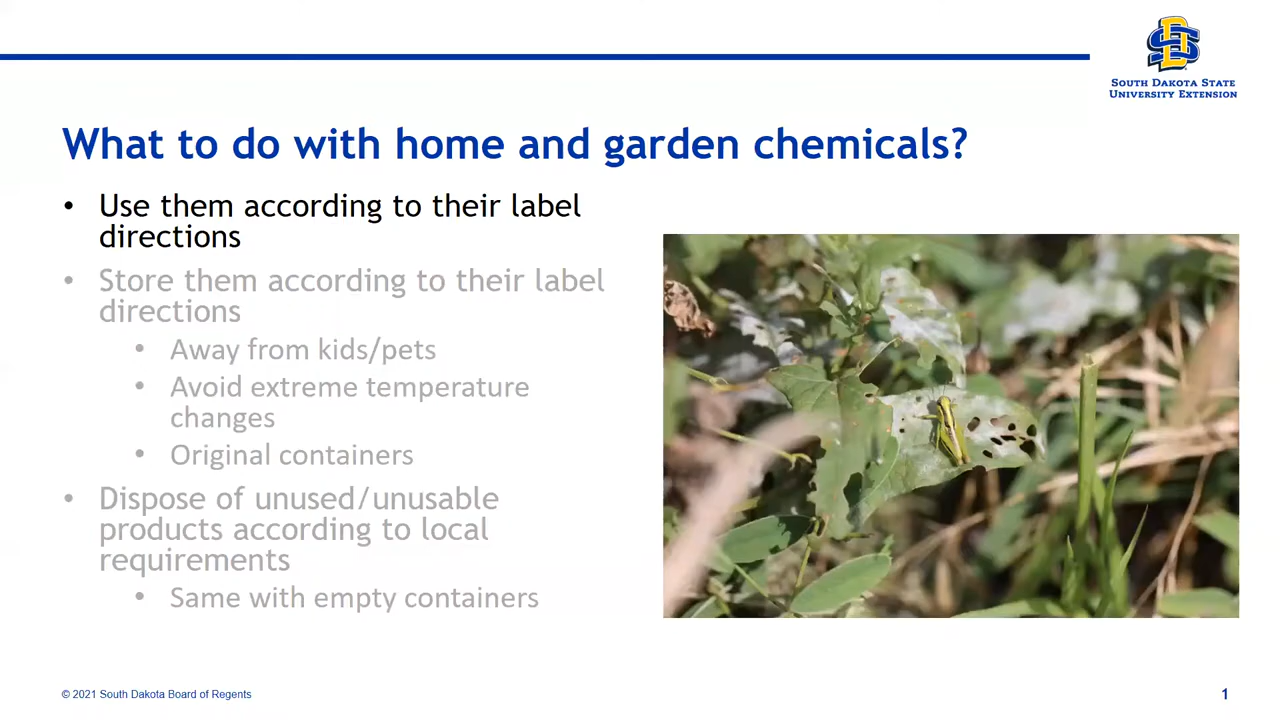 SOUTH DAKOTA STATE
UNIVERSITY EXTENSION
What to do with home and garden chemicals?
• Use them according to their label
directions
• Store them according to their label
directions
• Away from kids/pets
• Avoid extreme temperature
changes
• Original containers
• Dispose of unused/unusable
products according to local
requirements
• Same with empty containers
© 2021 South Dakota Board of Regents
1